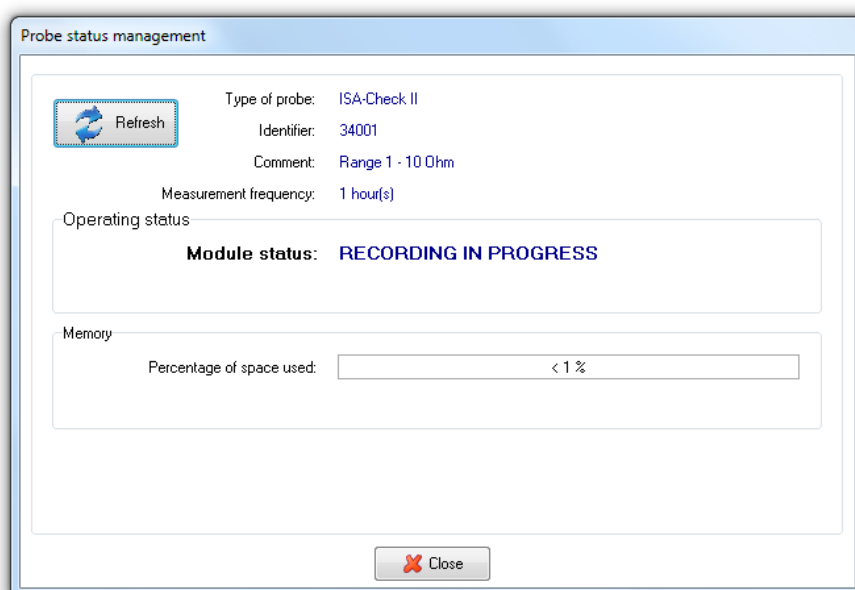 Probe status management
Refresh
Type of probe: ISA-Check II
Identifier: 34001
Comment: Range 1 - 10 Ohm
Measurement frequency: 1 hour(s)
Operating status
Module status: RECORDING IN PROGRESS
Memory
Percentage of space used: < 1 %
Close